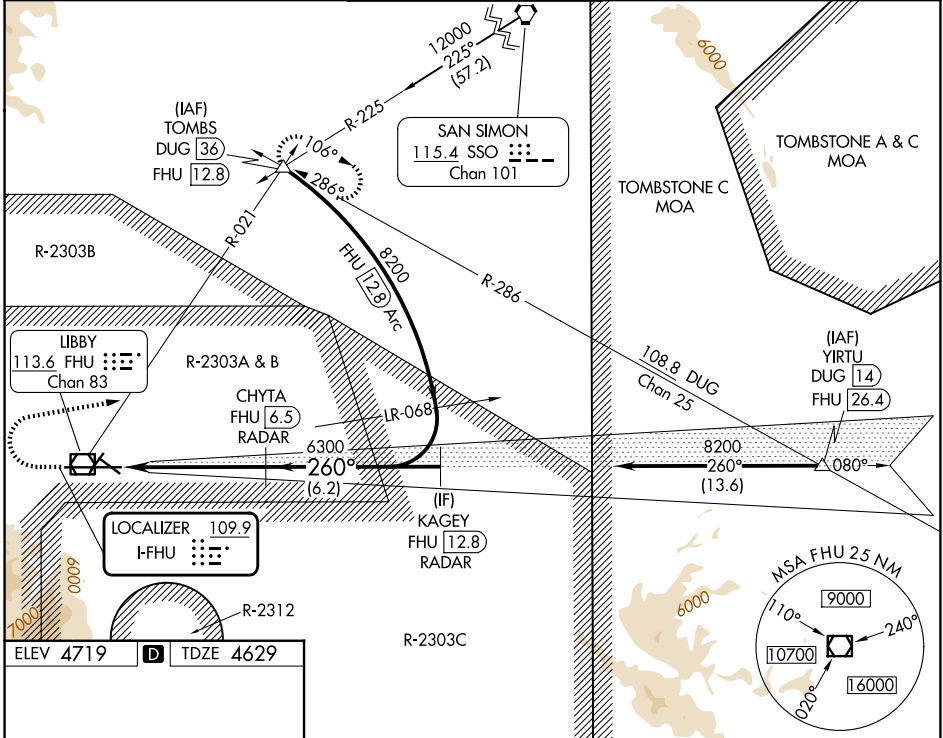 12000
225°
(57.2)
6000
(IAF)
TOMBS
DUG 36
FHU 12.8
R-225
106°
286°
SAN SIMON
115.4 SSO
Chan 101
TOMBSTONE A & C
MOA
TOMBSTONE C
MOA
R-021
R-2303B
8200
FHU 12.8 Arc
R-286
LIBBY
113.6 FHU
Chan 83
R-2303A & B
108.8 DUG
Chan 25
(IAF)
YIRTU
DUG 14
FHU 26.4
CHYTA
FHU 6.5
RADAR
LR-068
6300
260°
(6.2)
8200
260°
(13.6)
080°
(IF)
KAGEY
FHU 12.8
RADAR
LOCALIZER 109.9
I-FHU
6000
7000
R-2312
R-2303C
6000
MSA FHU 25 NM
110°
9000
240°
10700
16000
020°
ELEV 4719 D TDZE 4629